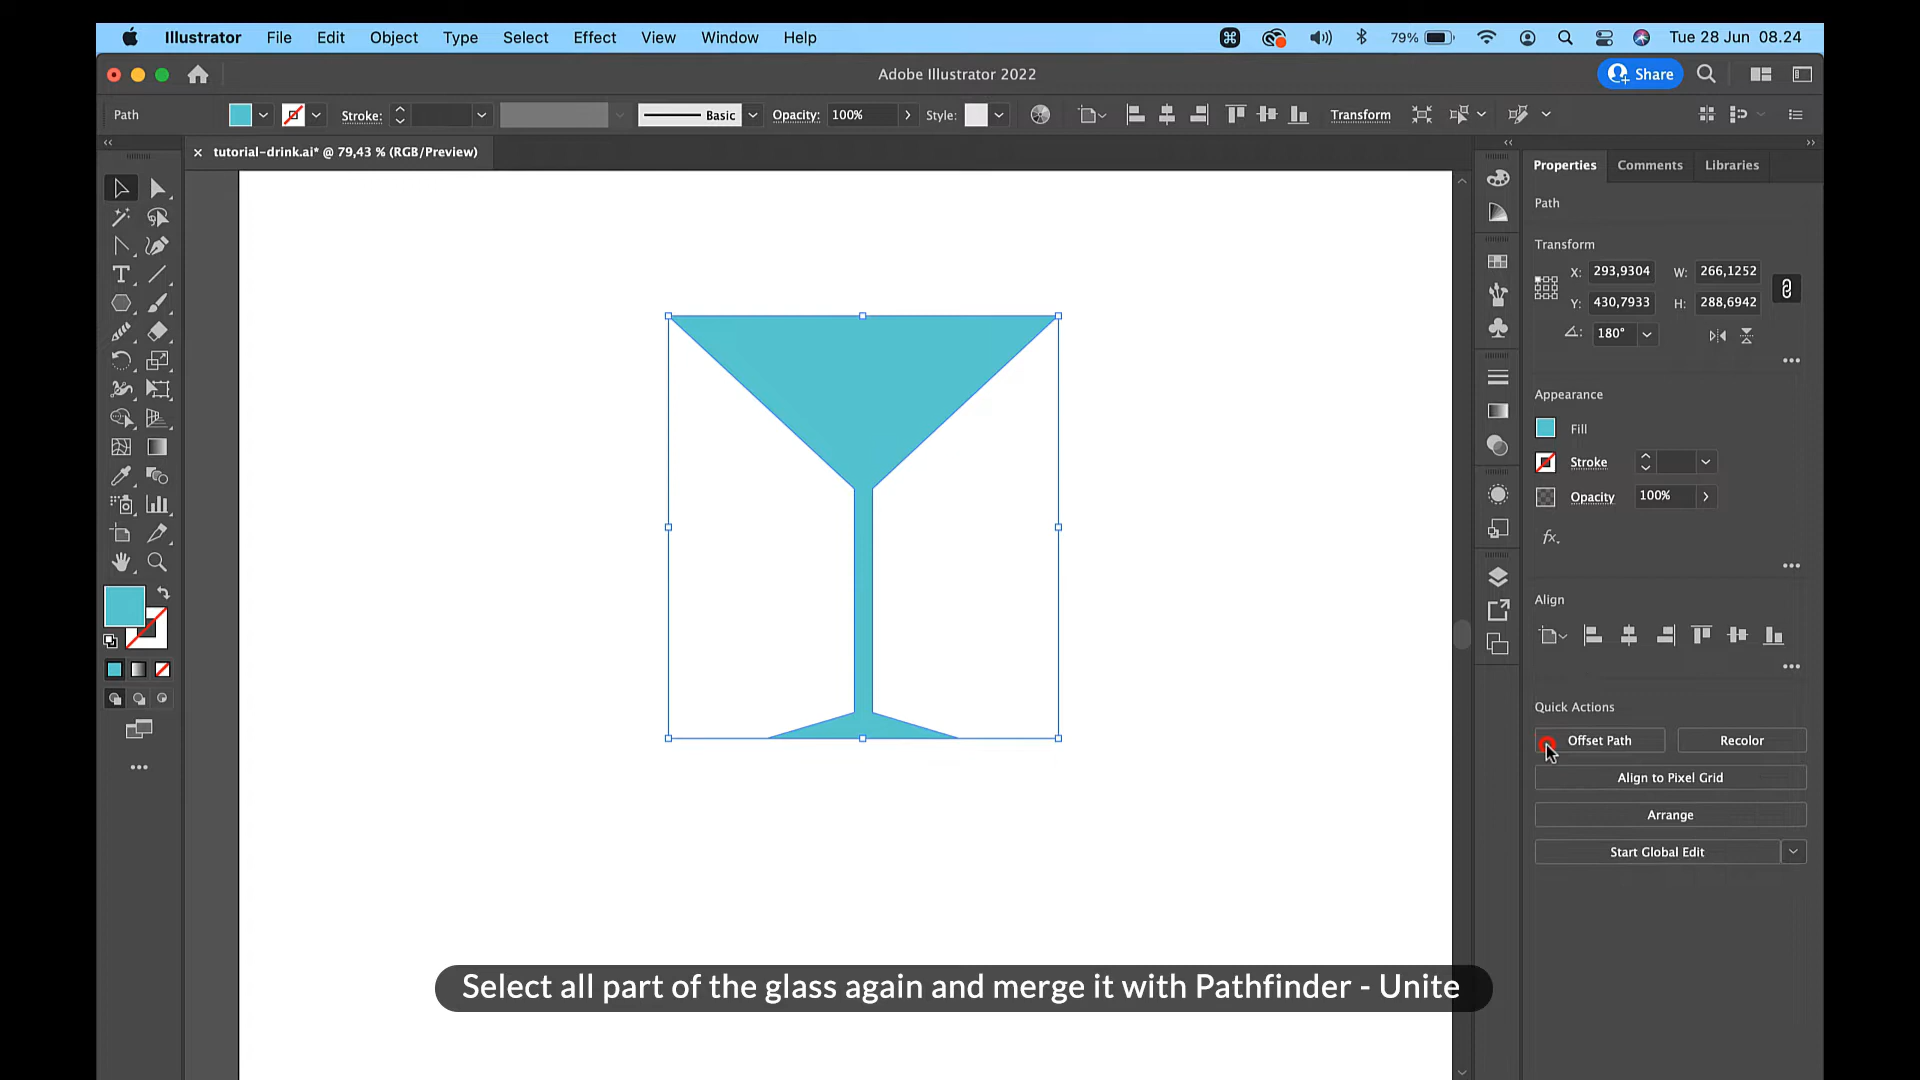 Illustrator File Edit Object Type Select Effect View Window Help 79% Tue 28 Jun 08.24
Adobe Illustrator 2022 Share
Path Stroke: Basic Opacity: 100% Style: Transform
tutorial-drink.ai* @ 79,43 % (RGB/Preview)
Properties Comments Libraries
Path
Transform
X: 293,9304 W: 266,1252
Y: 430,7933 H: 288,6942
180°
Appearance
Fill
Stroke
Opacity 100%
fx.
Align
Quick Actions
Offset Path Recolor
Align to Pixel Grid
Arrange
Start Global Edit
Select all part of the glass again and merge it with Pathfinder - Unite